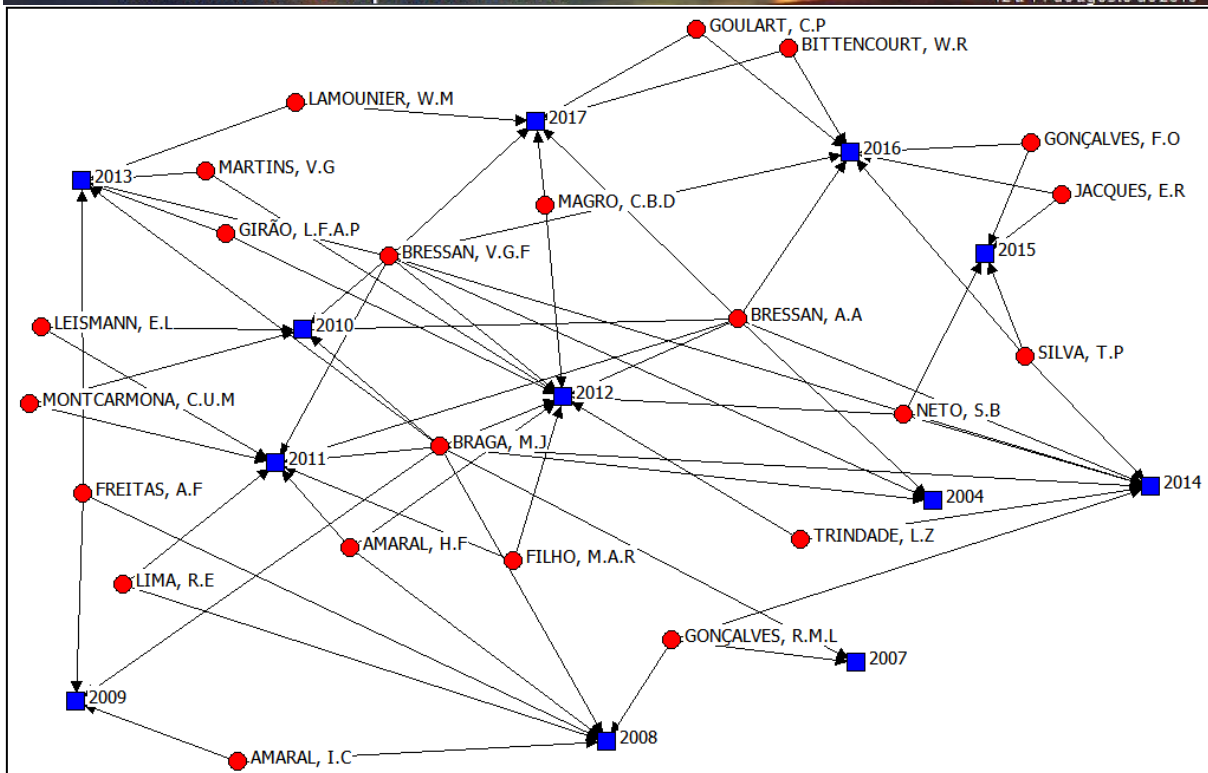 GOULART, C.P
BITTENCOURT, W.R
LAMOUNIER, W.M
2017
GONÇALVES, F.O
2016
MARTINS, V.G
2013
JACQUES, E.R
MAGRO, C.B.D
GIRÃO, L.F.A.P
BRESSAN, V.G.F
2015
BRESSAN, A.A
LEISMANN, E.L
2010
SILVA, T.P
2012
MONTCARMONA, C.U.M
NETO, S.B
BRAGA, M.J
2011
2014
FREITAS, A.F
2004
TRINDADE, L.Z
AMARAL, H.F
FILHO, M.A.R
LIMA, R.E
GONÇALVES, R.M.L
2007
2009
2008
AMARAL, I.C